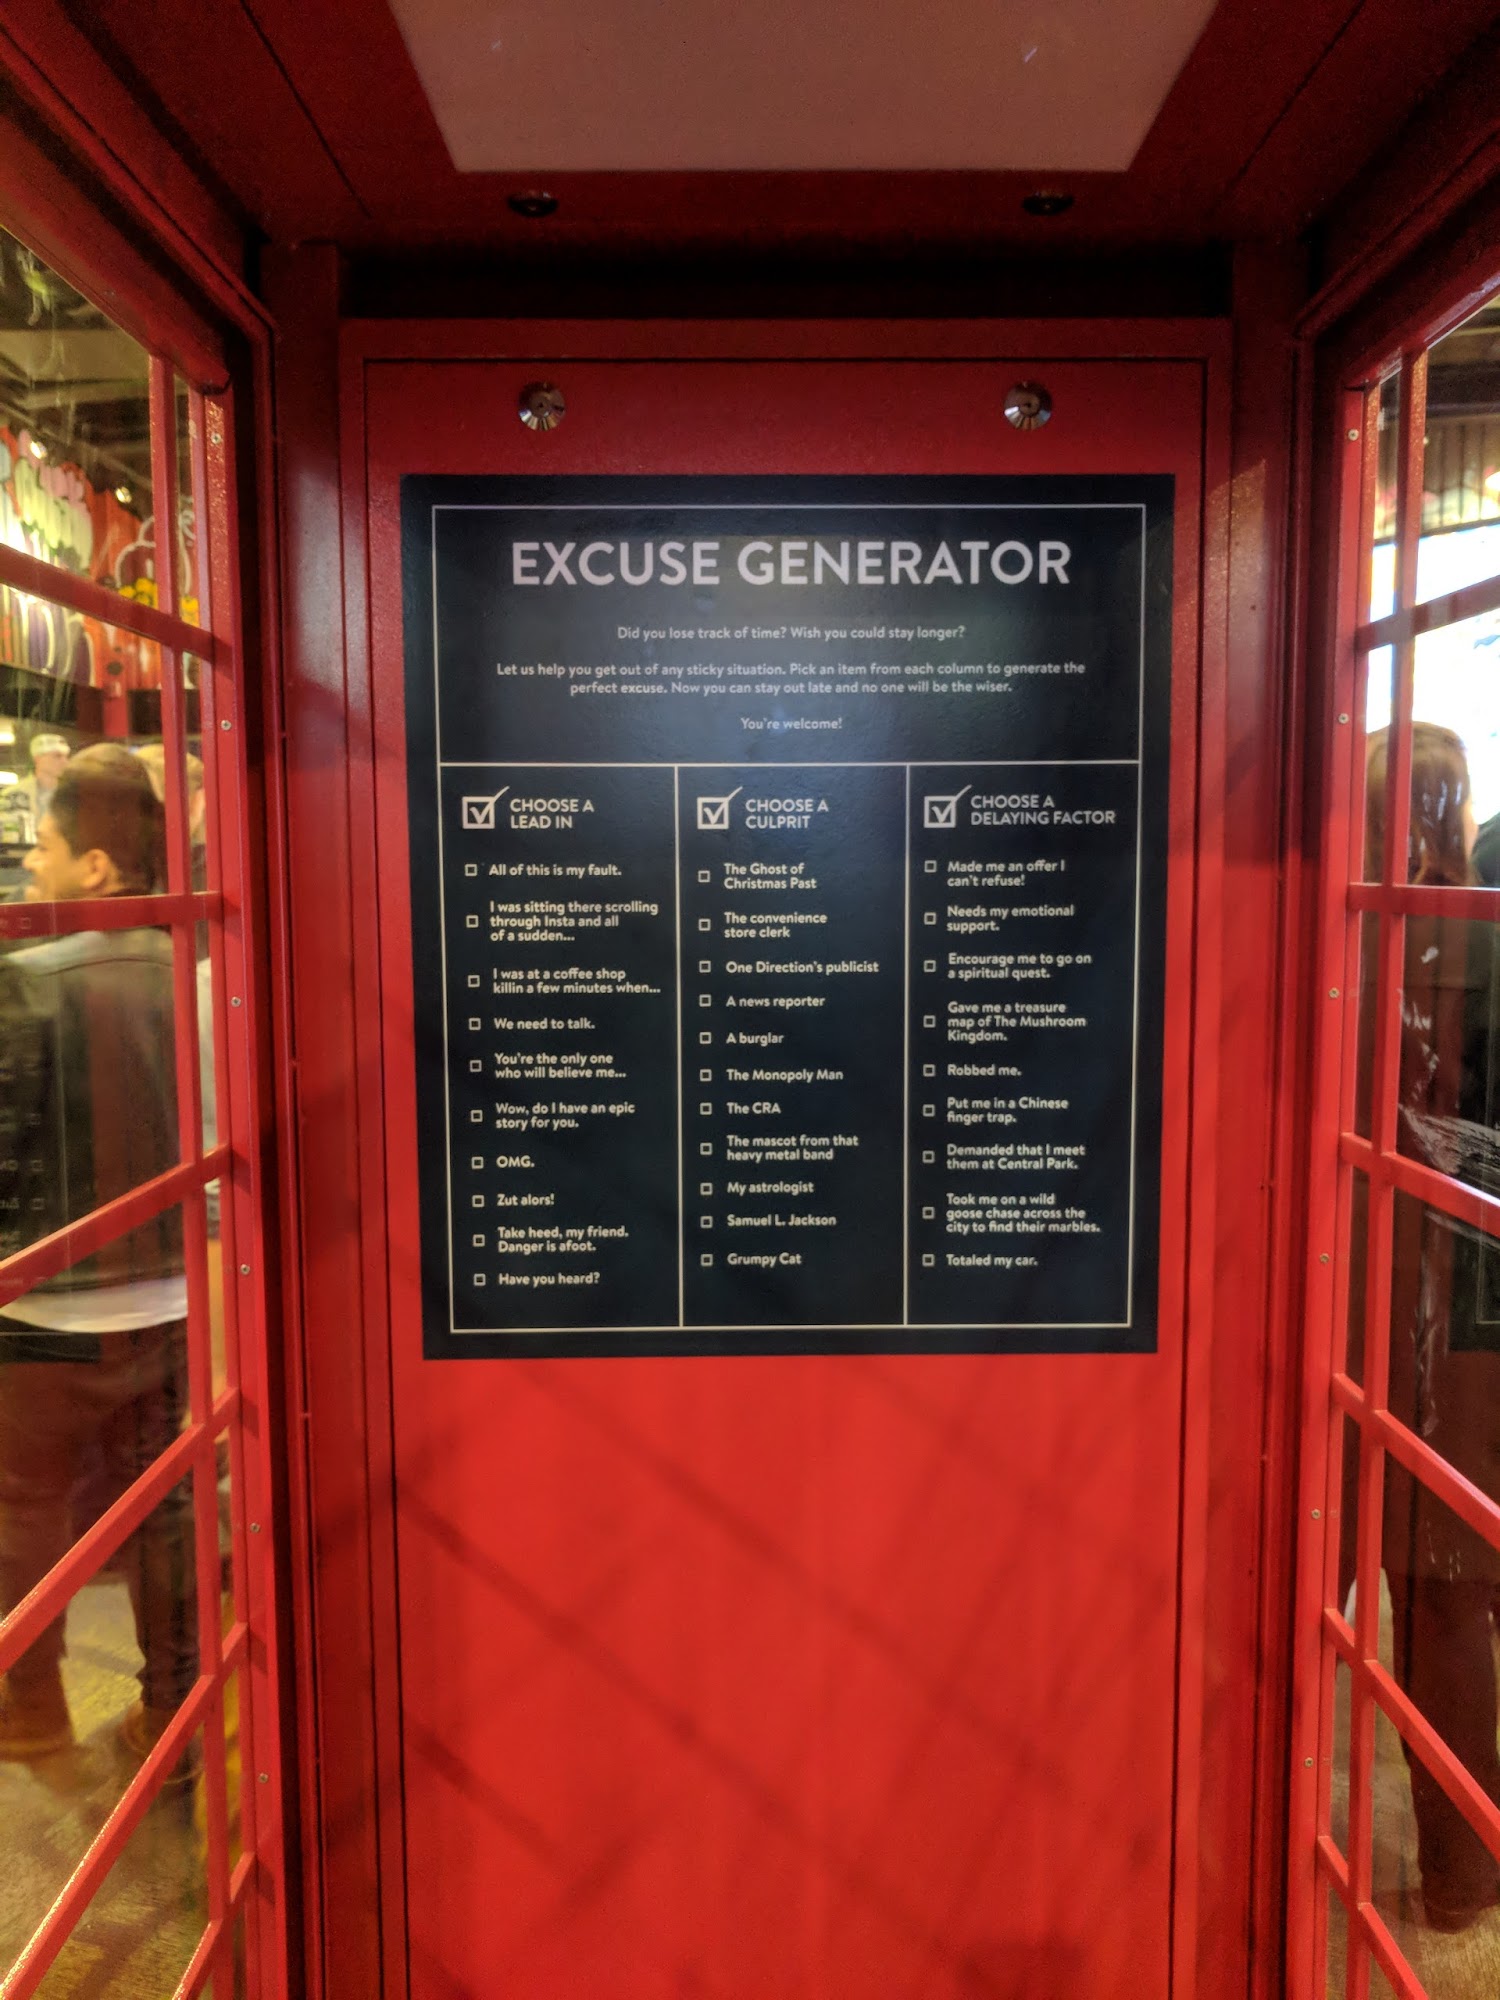 EXCUSE GENERATOR
Did you lose track of time? Wish you could stay longer?
Let us help you get out of any sticky situation. Pick an item from each column to generate the
perfect excuse. Now you can stay out late and no one will be the wiser.
You're welcome!
CHOOSE A
LEAD IN
All of this is my fault.
I was sitting there scrolling
through Insta and all
of a sudden...
I was at a coffee shop
killin a few minutes when...
We need to talk.
You're the only one
who will believe me...
Wow, do I have an epic
story for you.
OMG.
Zut alors!
Take heed, my friend.
Danger is afoot.
Have you heard?
CHOOSE A
CULPRIT
The Ghost of
Christmas Past
The convenience
store clerk
One Direction's publicist
A news reporter
A burglar
The Monopoly Man
The CRA
The mascot from that
heavy metal band
My astrologist
Samuel L. Jackson
Grumpy Cat
CHOOSE A
DELAYING FACTOR
Made me an offer I
can't refuse!
Needs my emotional
support.
Encourage me to go on
a spiritual quest.
Gave me a treasure
map of The Mushroom
Kingdom.
Robbed me.
Put me in a Chinese
finger trap.
Demanded that I meet
them at Central Park.
Took me on a wild
goose chase across the
city to find their marbles.
Totaled my car.